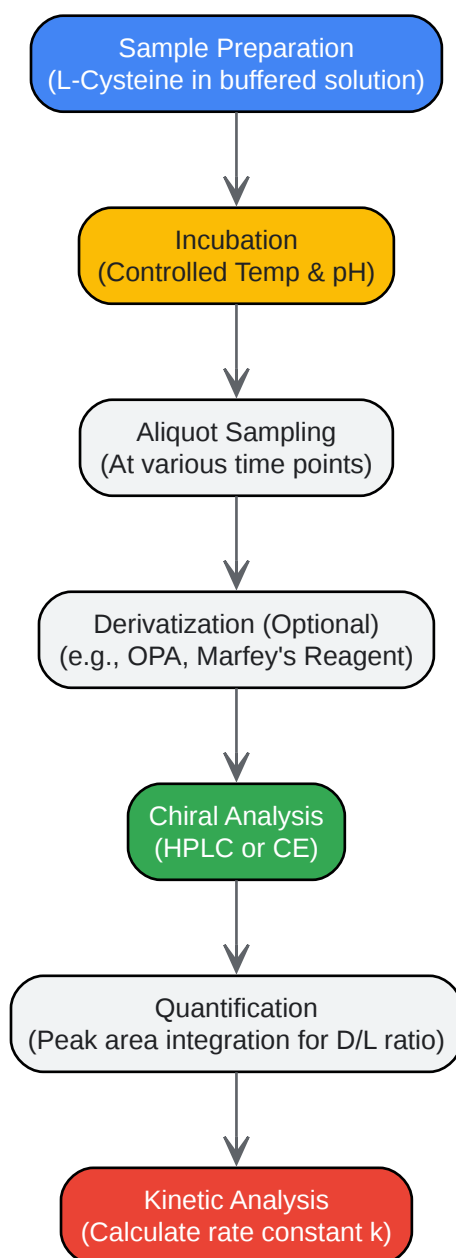 Sample Preparation
(L-Cysteine in buffered solution)
Incubation
(Controlled Temp & pH)
Aliquot Sampling
(At various time points)
Derivatization (Optional)
(e.g., OPA, Marfey's Reagent)
Chiral Analysis
(HPLC or CE)
Quantification
(Peak area integration for D/L ratio)
Kinetic Analysis
(Calculate rate constant k)